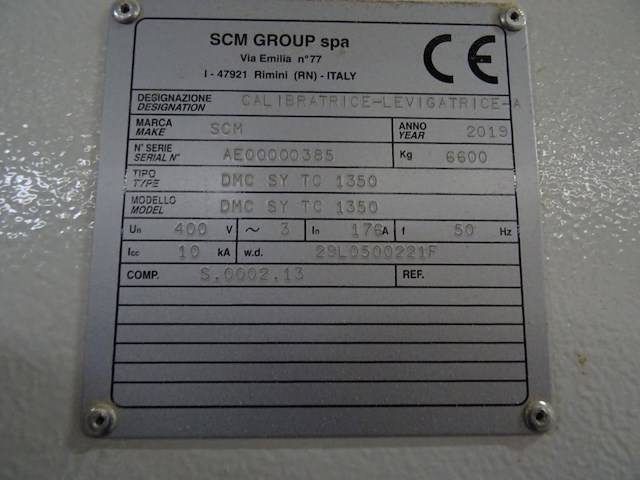 SCM GROUP spa
Via Emilia n°77
I - 47921 Rimini (RN) - ITALY
CE
DESIGNAZIONE
DESIGNATION
CALIBRATRICE-LEVIGATRICE-A
MARCA
MAKE
SCM
ANNO
YEAR
2019
N° SERIE
SERIAL N°
AE00000385
Kg 6600
TIPO
TYPE
DMC SY TC 1350
MODELLO
MODEL
DMC SY TC 1350
Un 400 V ~ 3 In 176A f 50 Hz
Icc 10 kA w.d. 29L0500221F
COMP. S.0002.13 REF.